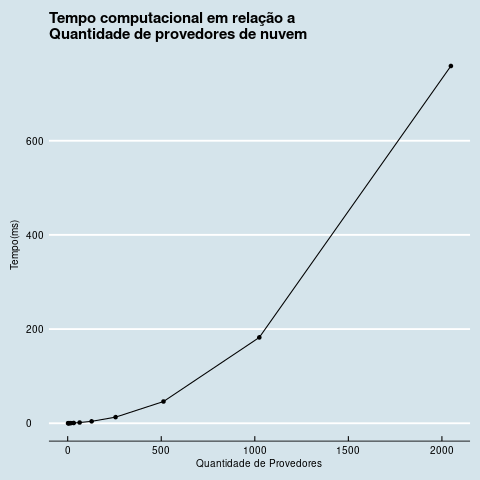 Tempo computacional em relação a
Quantidade de provedores de nuvem
Tempo(ms)
600
400
200
0
0 500 1000 1500 2000
Quantidade de Provedores